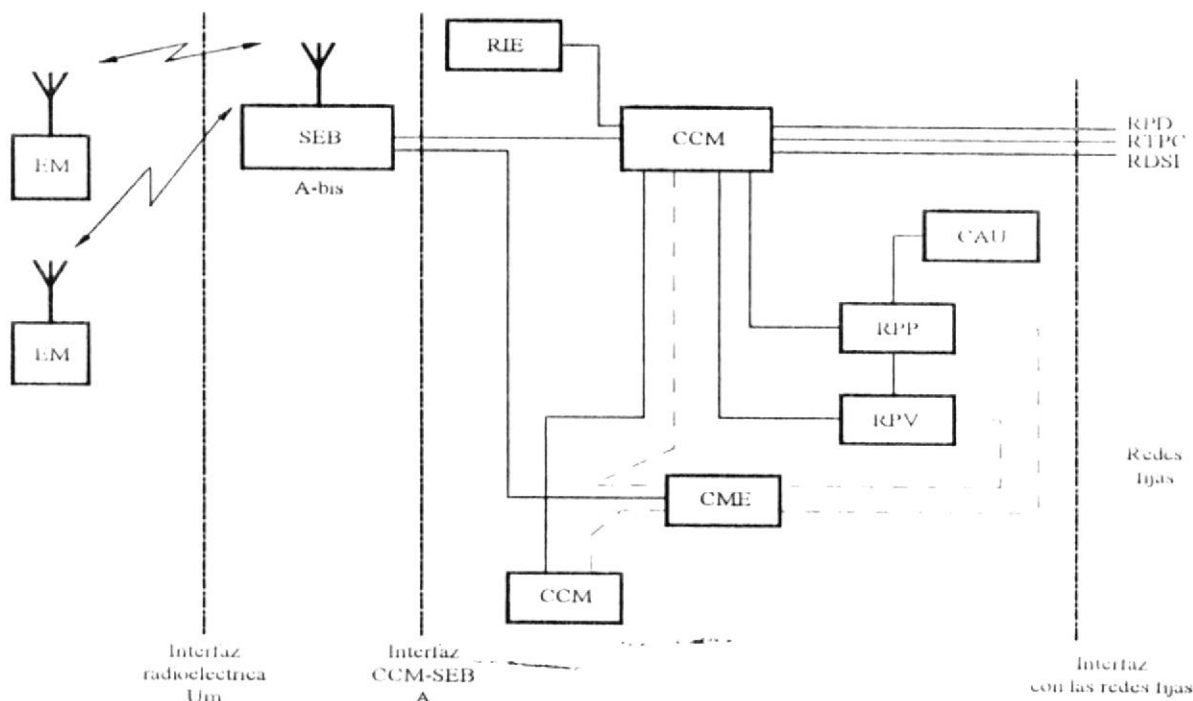 RIE
SEB
CCM
RPD
RTPC
RDSI
EM
A-bis
CAU
EM
RPP
RPV
Redes
fijas
CME
CCM
Interfaz
radioelectrica
Um
Interfaz
CCM-SEB
A
Interfaz
con las redes fijas